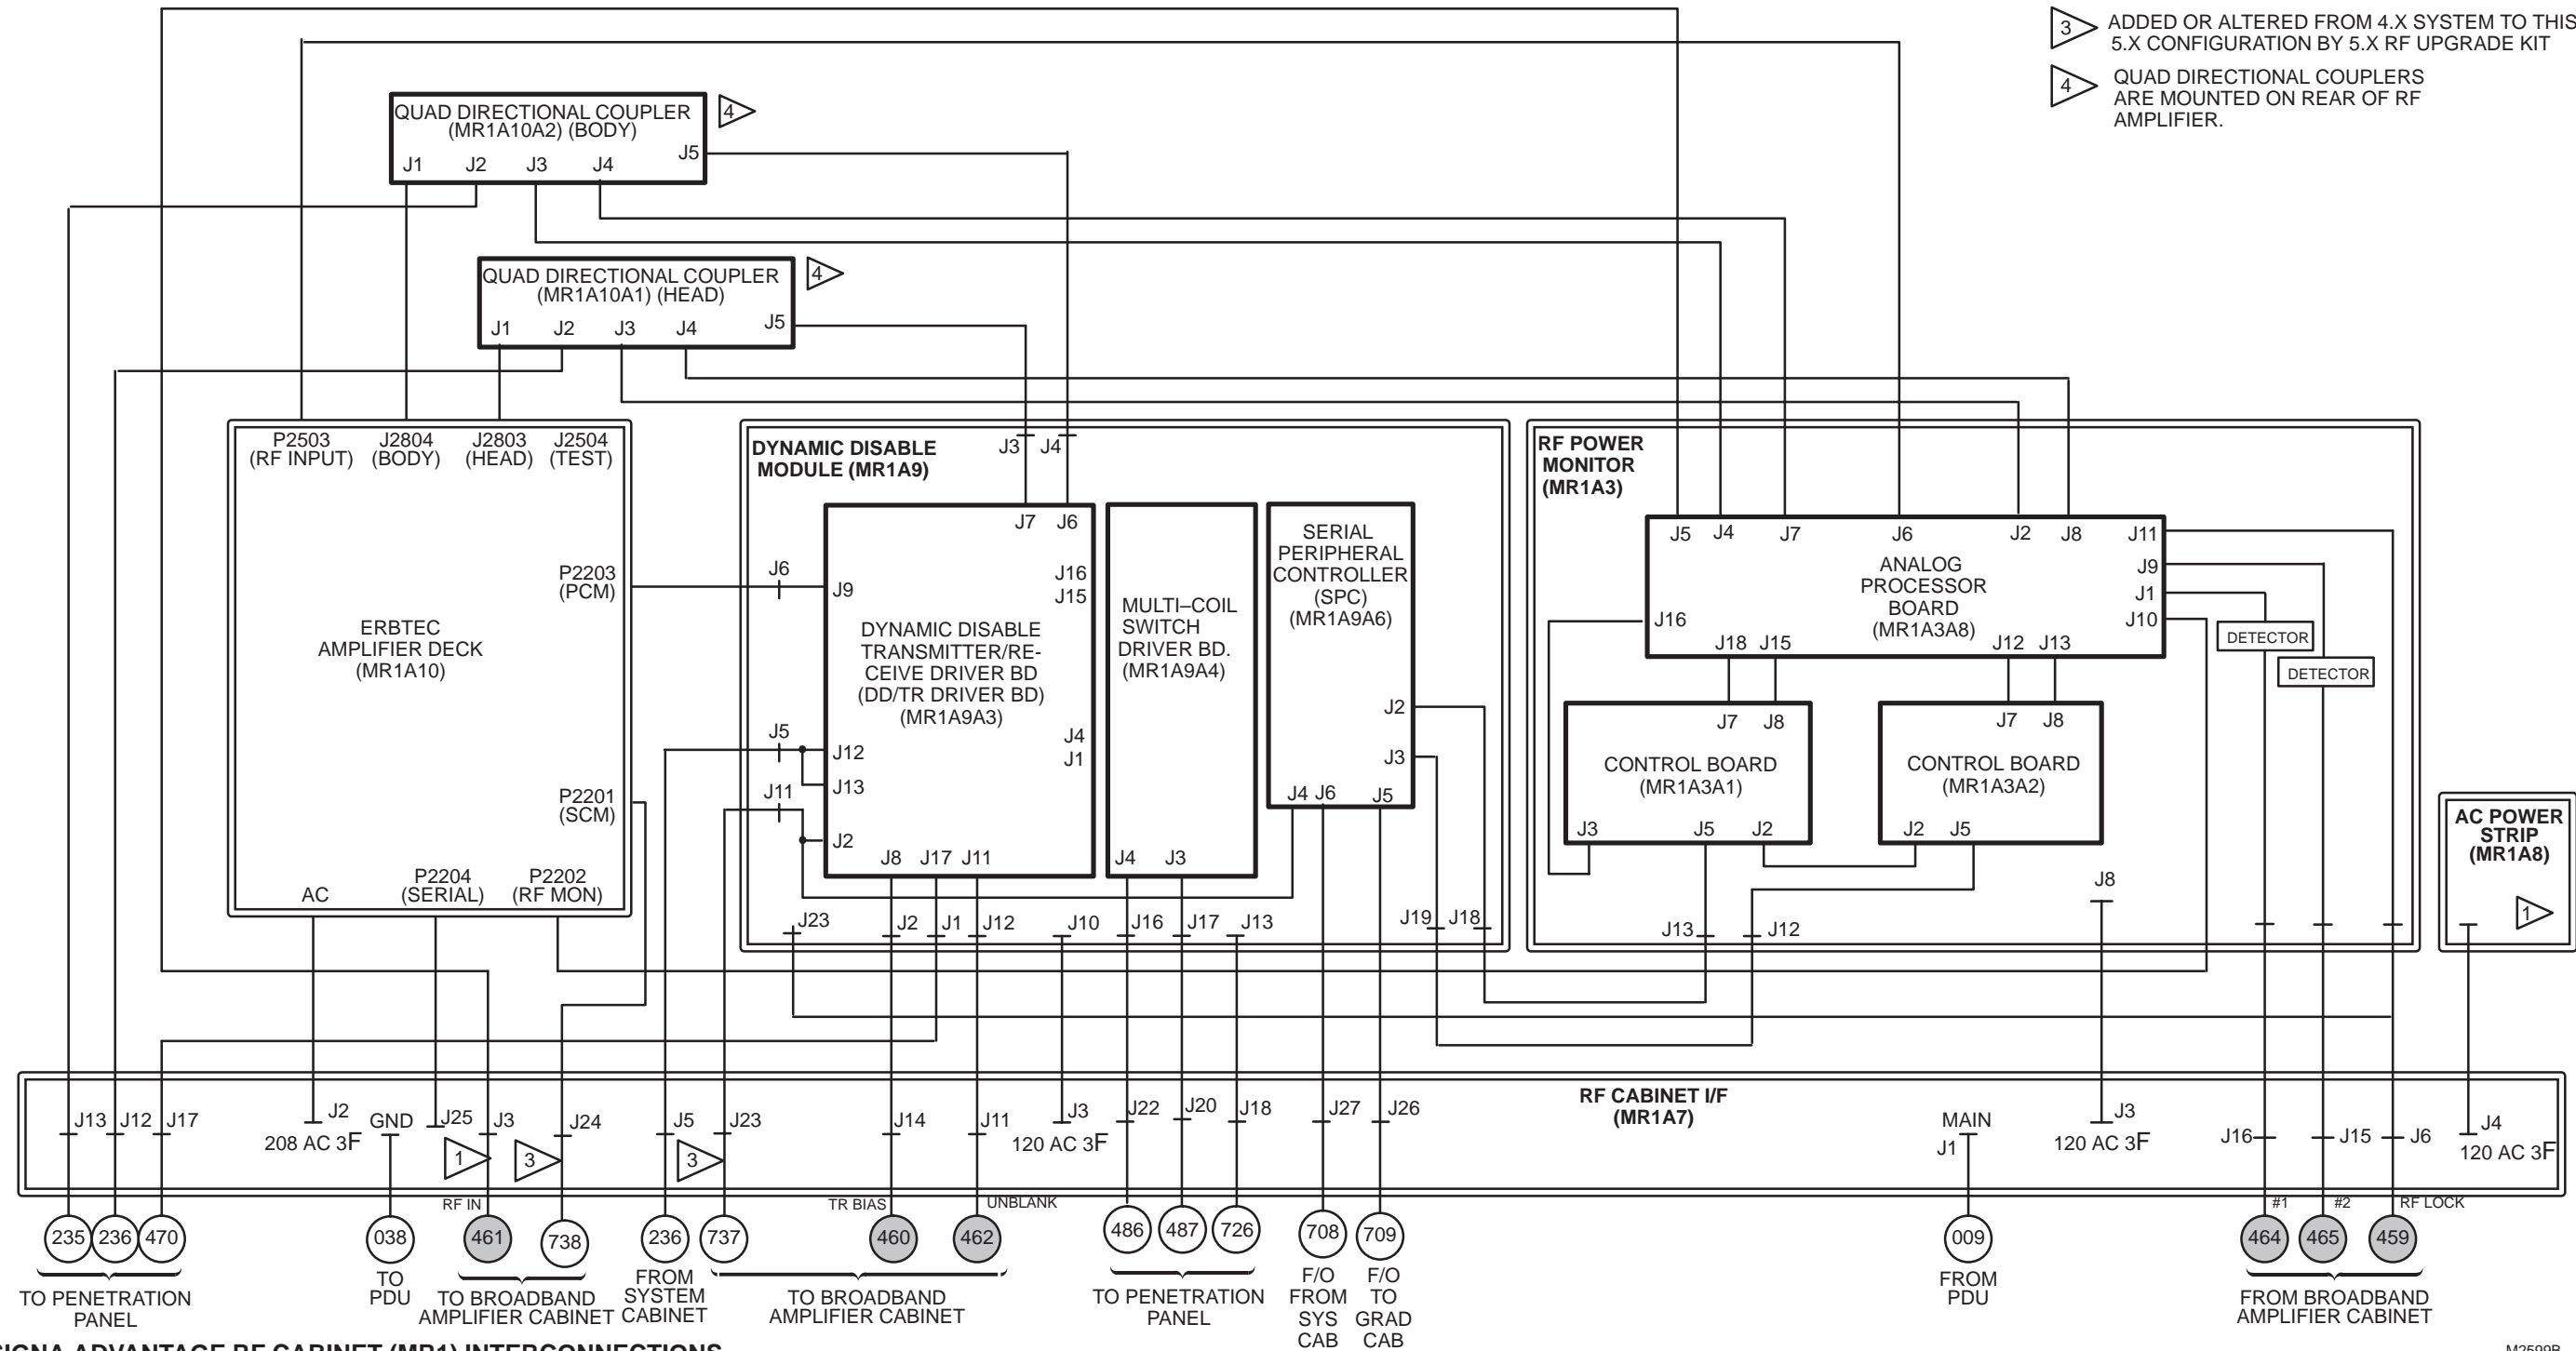 3 ADDED OR ALTERED FROM 4.X SYSTEM TO THIS
5.X CONFIGURATION BY 5.X RF UPGRADE KIT
4 QUAD DIRECTIONAL COUPLERS
ARE MOUNTED ON REAR OF RF
AMPLIFIER.
QUAD DIRECTIONAL COUPLER
(MR1A10A2) (BODY)
J1 J2 J3 J4 J5
4
QUAD DIRECTIONAL COUPLER
(MR1A10A1) (HEAD)
J1 J2 J3 J4 J5
4
P2503 J2804 J2803 J2504
(RF INPUT) (BODY) (HEAD) (TEST)
P2203
(PCM)
ERBTEC
AMPLIFIER DECK
(MR1A10)
P2201
(SCM)
P2204 P2202
AC (SERIAL) (RF MON)
DYNAMIC DISABLE
MODULE (MR1A9)
J3 J4
J7 J6
J16
J15
J6
J9
DYNAMIC DISABLE
TRANSMITTER/RE-
CEIVE DRIVER BD
(DD/TR DRIVER BD)
(MR1A9A3)
J4
J1
J5
J12
J13
J11
J2
J8 J17 J11
MULTI–COIL
SWITCH
DRIVER BD.
(MR1A9A4)
J4 J3
SERIAL
PERIPHERAL
CONTROLLER
(SPC)
(MR1A9A6)
J2
J3
J4 J6 J5
J23 J2 J1 J12 J10 J16 J17 J13 J19 J18
RF POWER
MONITOR
(MR1A3)
J5 J4 J7 J6 J2 J8 J11
J9
J1
J10
ANALOG
PROCESSOR
BOARD
(MR1A3A8)
J16
J18 J15 J12 J13
DETECTOR
DETECTOR
J7 J8
CONTROL BOARD
(MR1A3A1)
J3 J5 J2
J7 J8
CONTROL BOARD
(MR1A3A2)
J2 J5
J8
J13 J12
AC POWER
STRIP
(MR1A8)
1
RF CABINET I/F
(MR1A7)
J13 J12 J17 J2 GND J25 J3 J24 J5 J23 J14 J11 J3 J22 J20 J18 J27 J26 MAIN J3 J16 J15 J6 J4
208 AC 3F 1 3 3 120 AC 3F J1 120 AC 3F 120 AC 3F
RF IN TR BIAS UNBLANK #1 #2 RF LOCK
235 236 470 038 461 738 236 737 460 462 486 487 726 708 709 009 464 465 459
TO PENETRATION
PANEL
TO
PDU
TO BROADBAND
AMPLIFIER CABINET
FROM
SYSTEM
CABINET
TO BROADBAND
AMPLIFIER CABINET
TO PENETRATION
PANEL
F/O
FROM
SYS
CAB
F/O
TO
GRAD
CAB
FROM
PDU
FROM BROADBAND
AMPLIFIER CABINET
SIGNA ADVANTAGE RF CABINET (MR1) INTERCONNECTIONS
M2599B